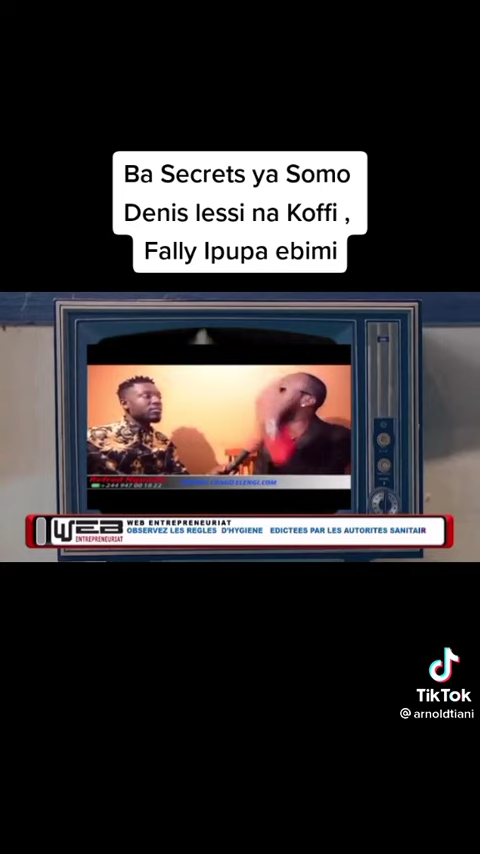 Ba Secrets ya Somo
Denis lessi na Koffi ,
Fally Ipupa ebimi
WEB
ENTREPRENEURIAT
WEB ENTREPRENEURIAT
OBSERVEZ LES REGLES D'HYGIENE EDICTEES PAR LES AUTORITES SANITAIR
TikTok
@arnoldtiani